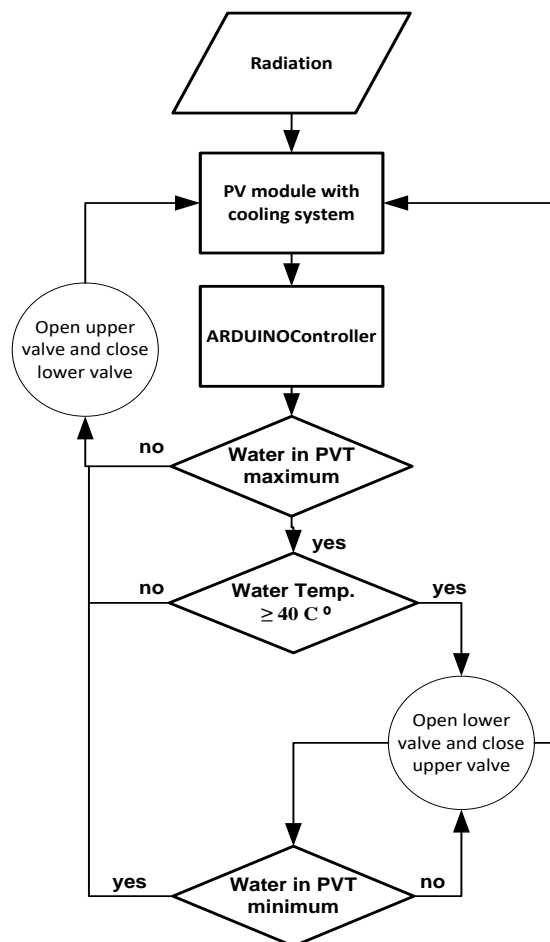 Radiation
PV module with
cooling system
Open upper
valve and close
lower valve
ARDUINOController
no
Water in PVT
maximum
yes
no
Water Temp.
≥ 40 C º
yes
Open lower
valve and close
upper valve
yes
Water in PVT
minimum
no